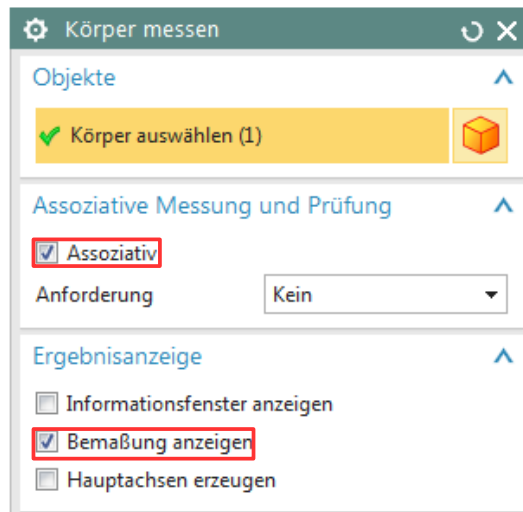 Körper messen
Objekte
Körper auswählen (1)
Assoziative Messung und Prüfung
Assoziativ
Anforderung Kein
Ergebnisanzeige
Informationsfenster anzeigen
Bemaßung anzeigen
Hauptachsen erzeugen